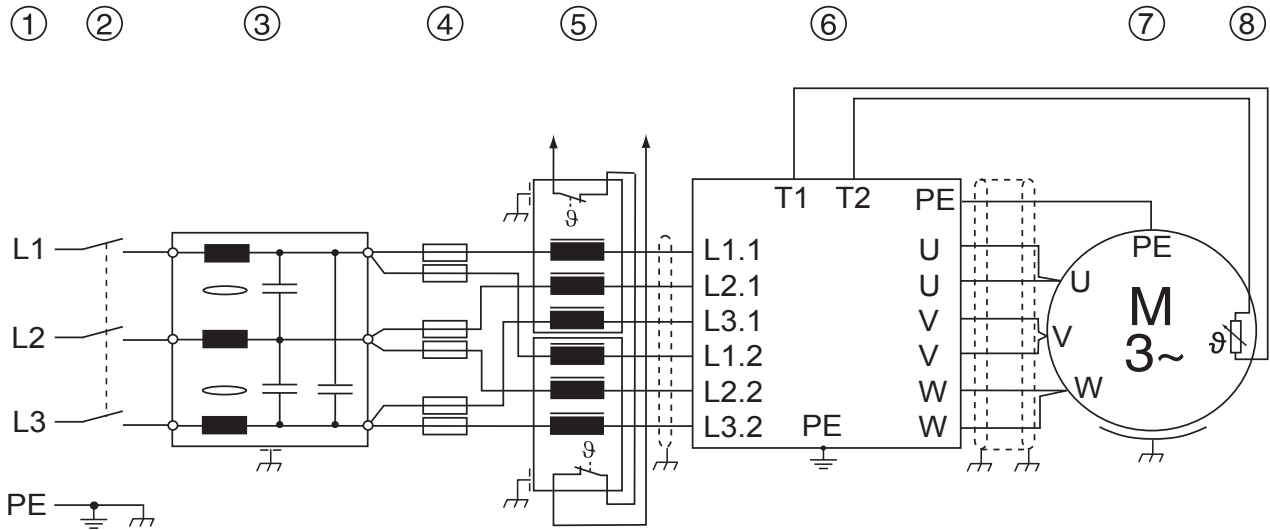 ① ② ③ ④ ⑤ ⑥ ⑦ ⑧
T1 T2 PE
ϑ
PE
L1 L1.1 U
L2.1 U U
M
L2 L3.1 V V
3~ ϑ
L1.2 V
L2.2 W W
L3 L3.2 PE W
ϑ
PE